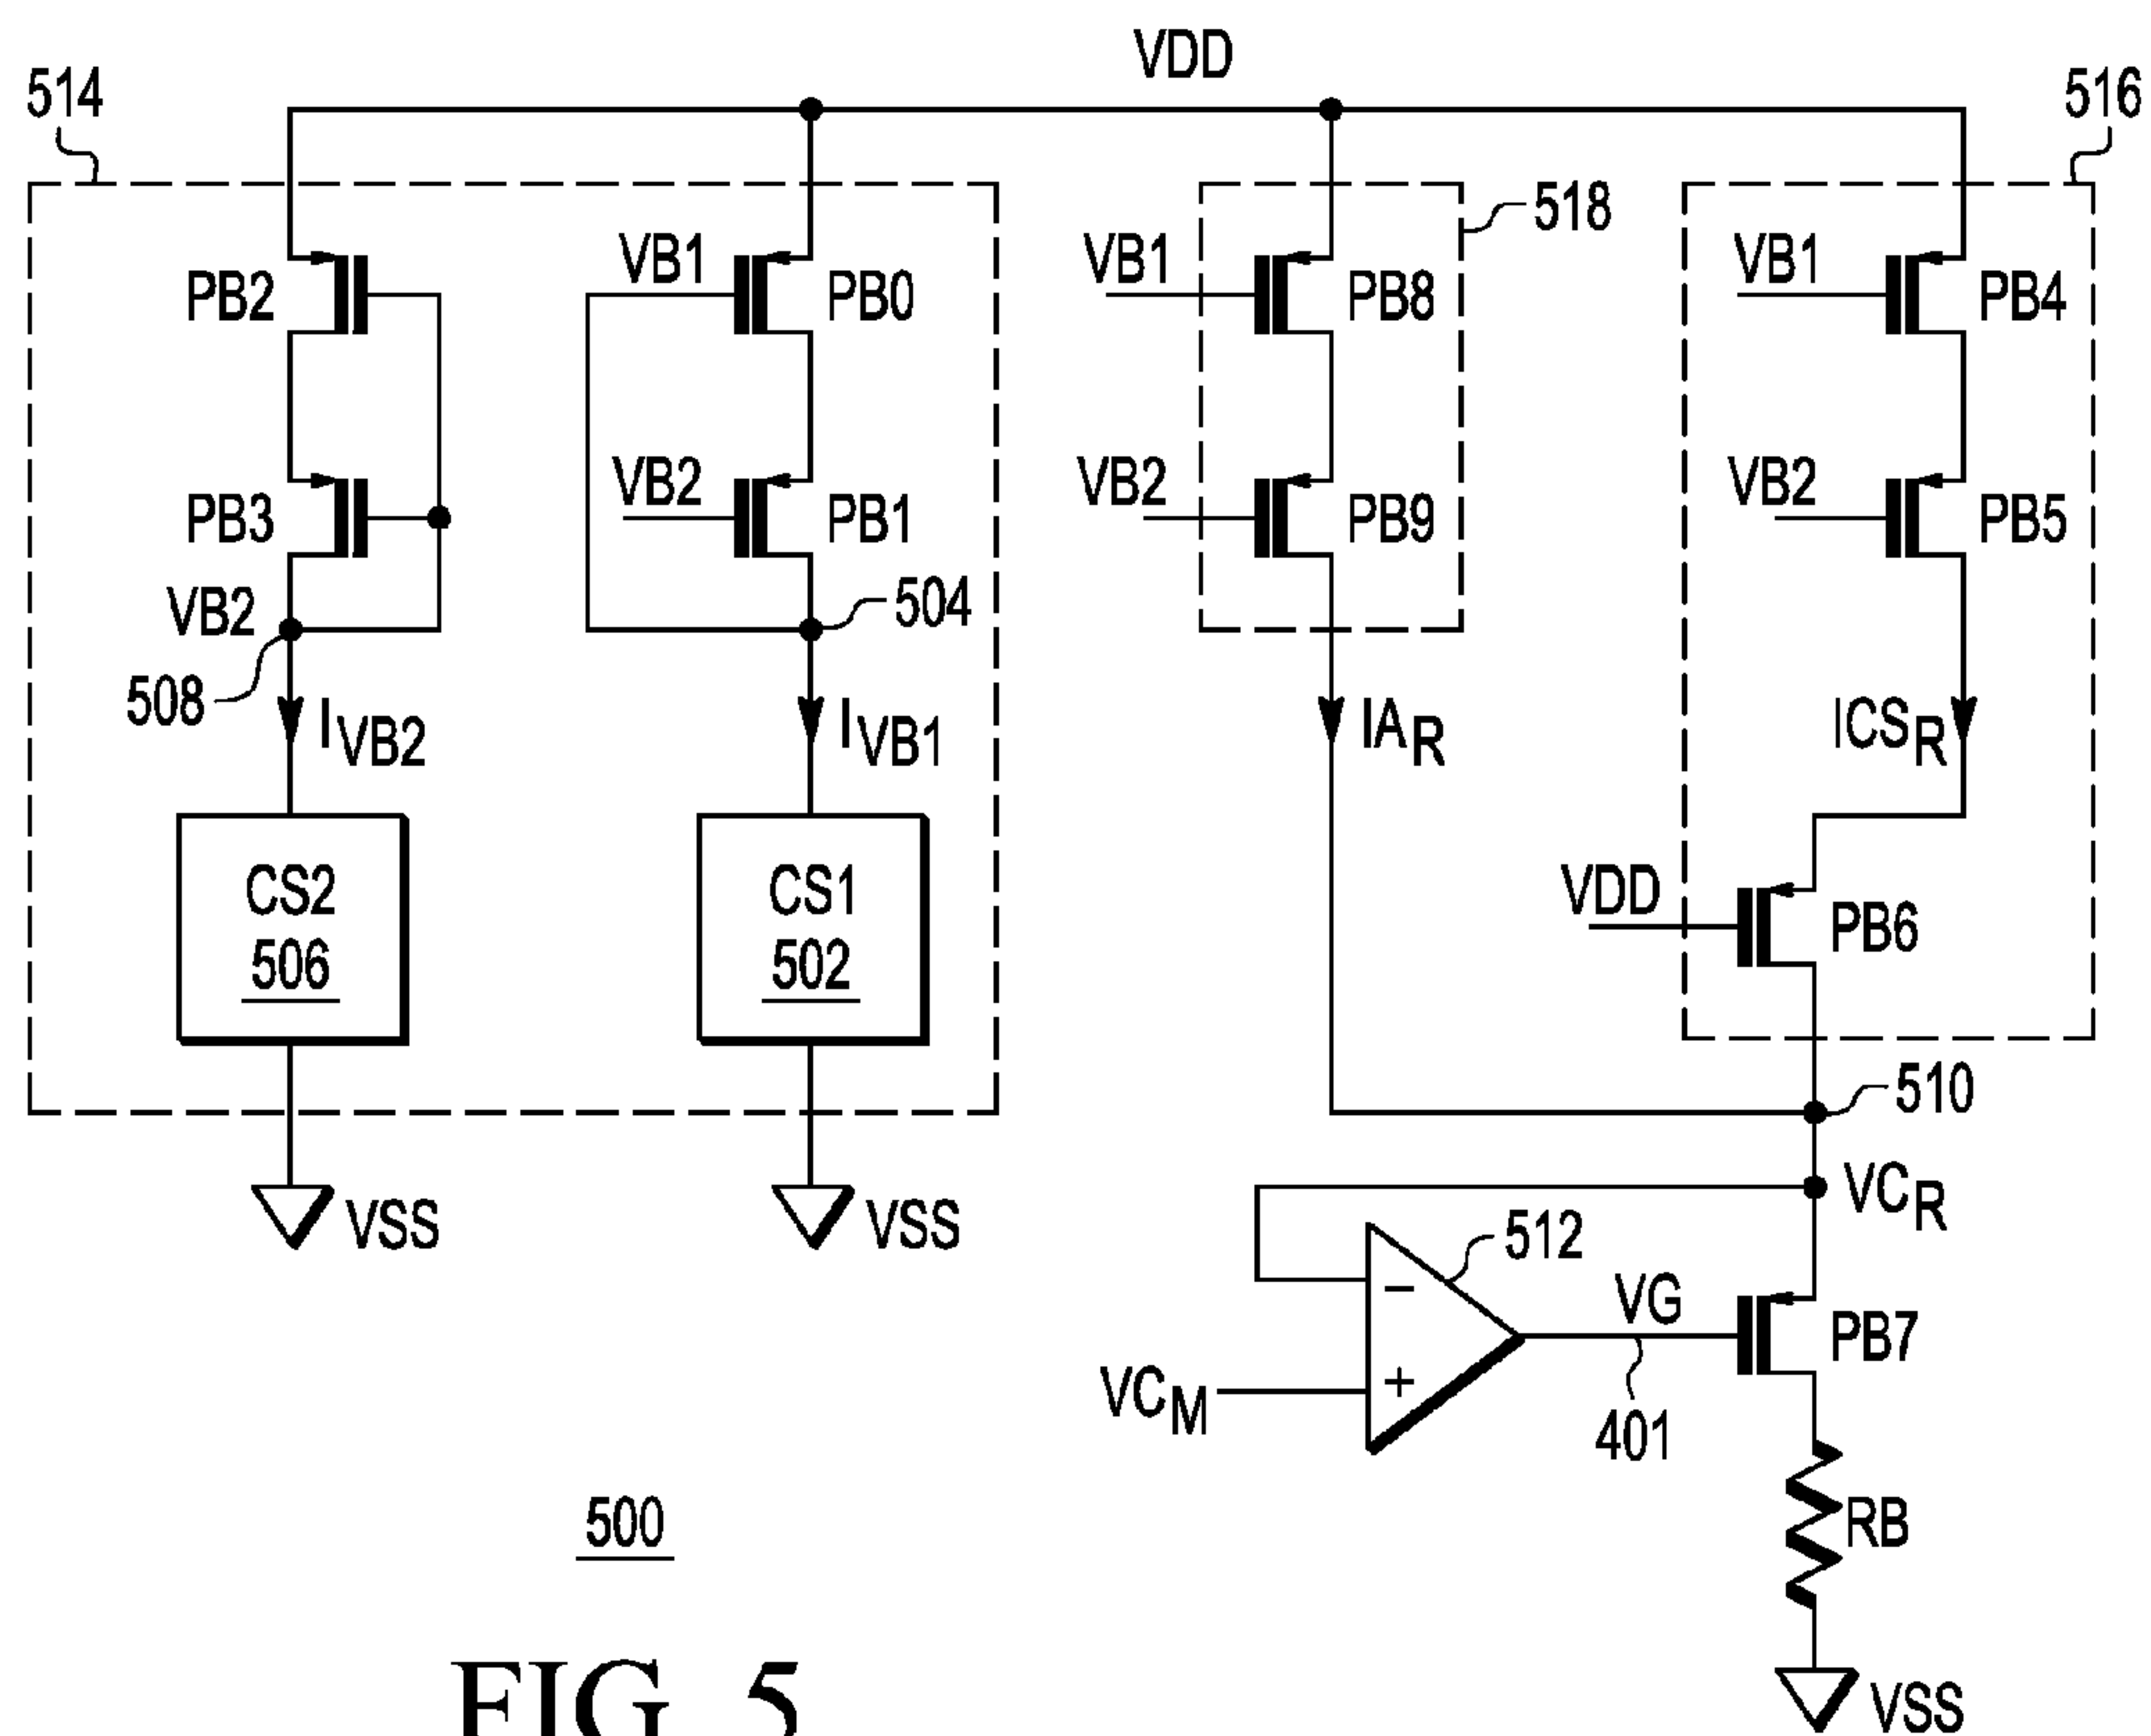 VDD
514
516
518
VB1
VB1
VB1
PB2
PB0
PB8
PB4
VB2
VB2
VB2
PB3
PB1
PB9
PB5
VB2
504
508
IVB2
IVB1
IAR
ICSR
CS2
506
CS1
502
VDD
PB6
510
VSS
VSS
VCR
512
−
VG
PB7
VCM
+
401
500
RB
VSS
FIG. 5